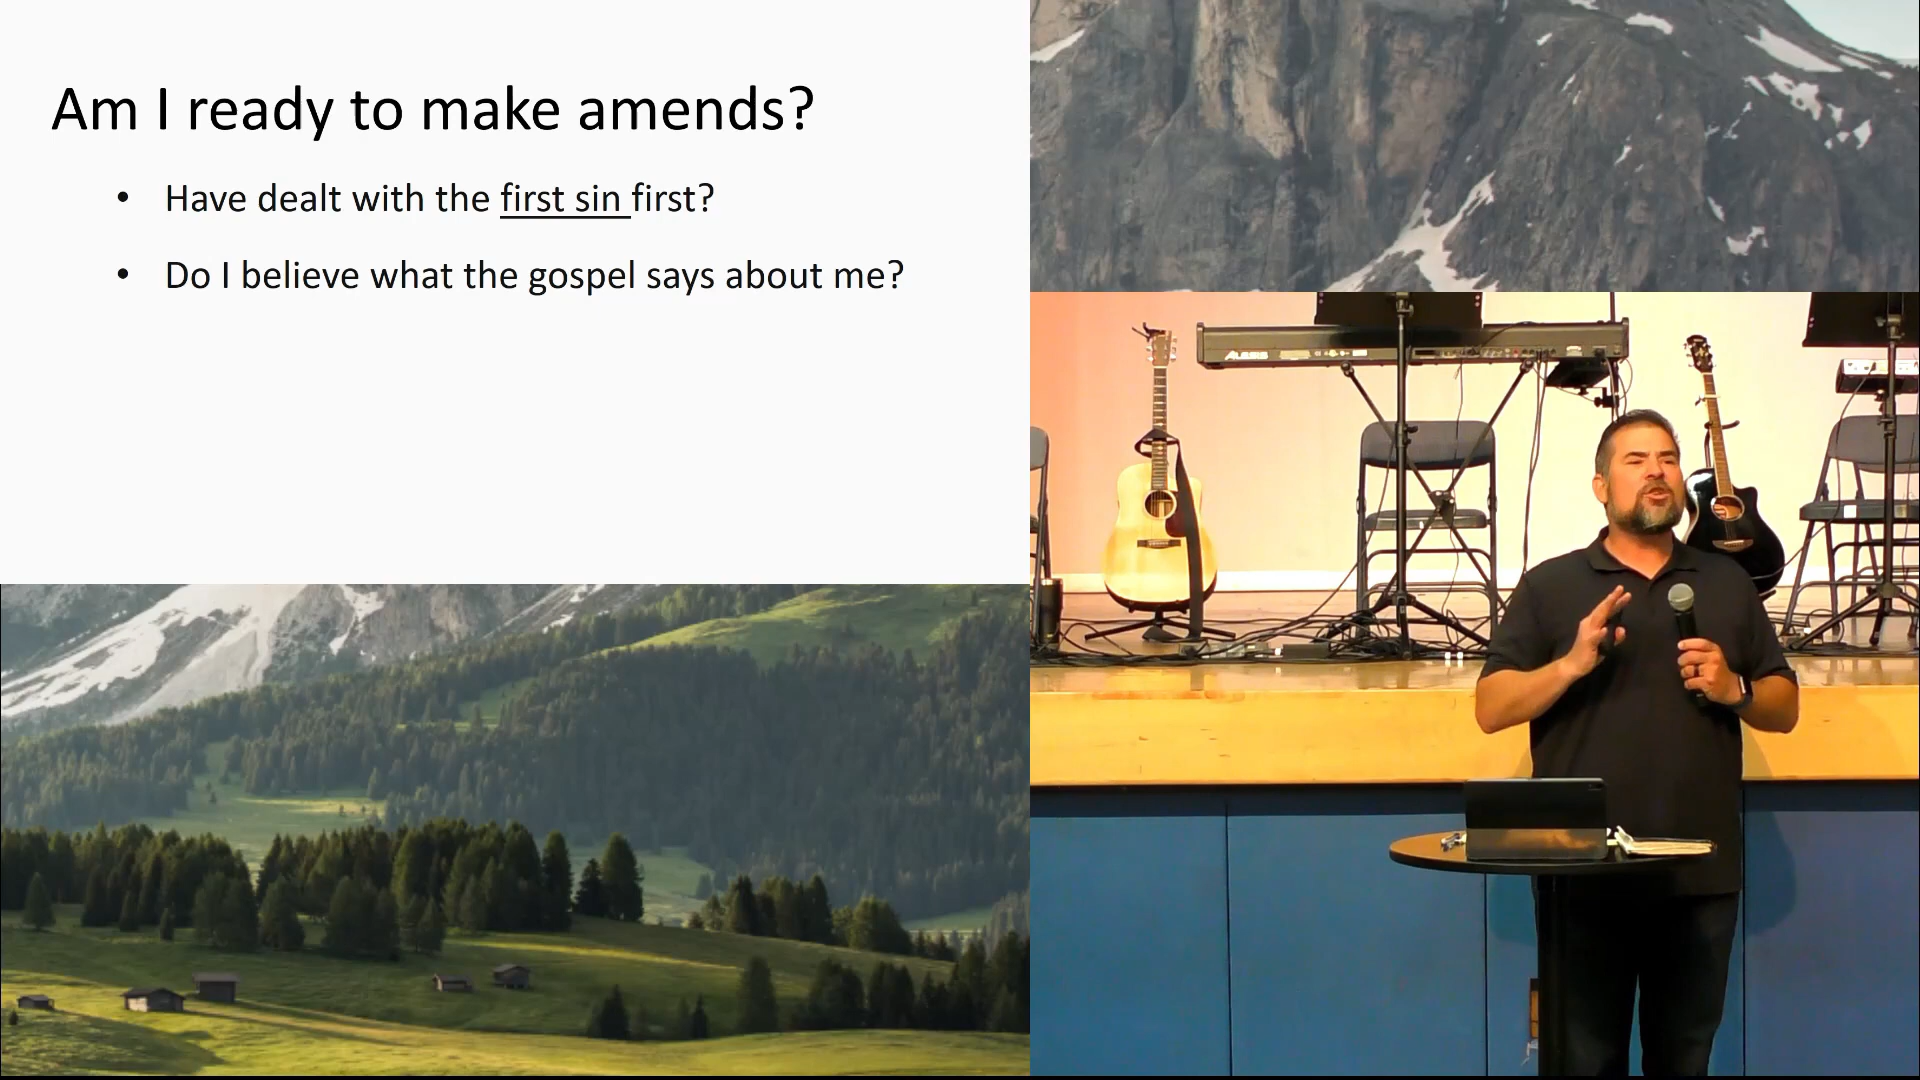 Am I ready to make amends?
• Have dealt with the first sin first?
• Do I believe what the gospel says about me?
ALESIS